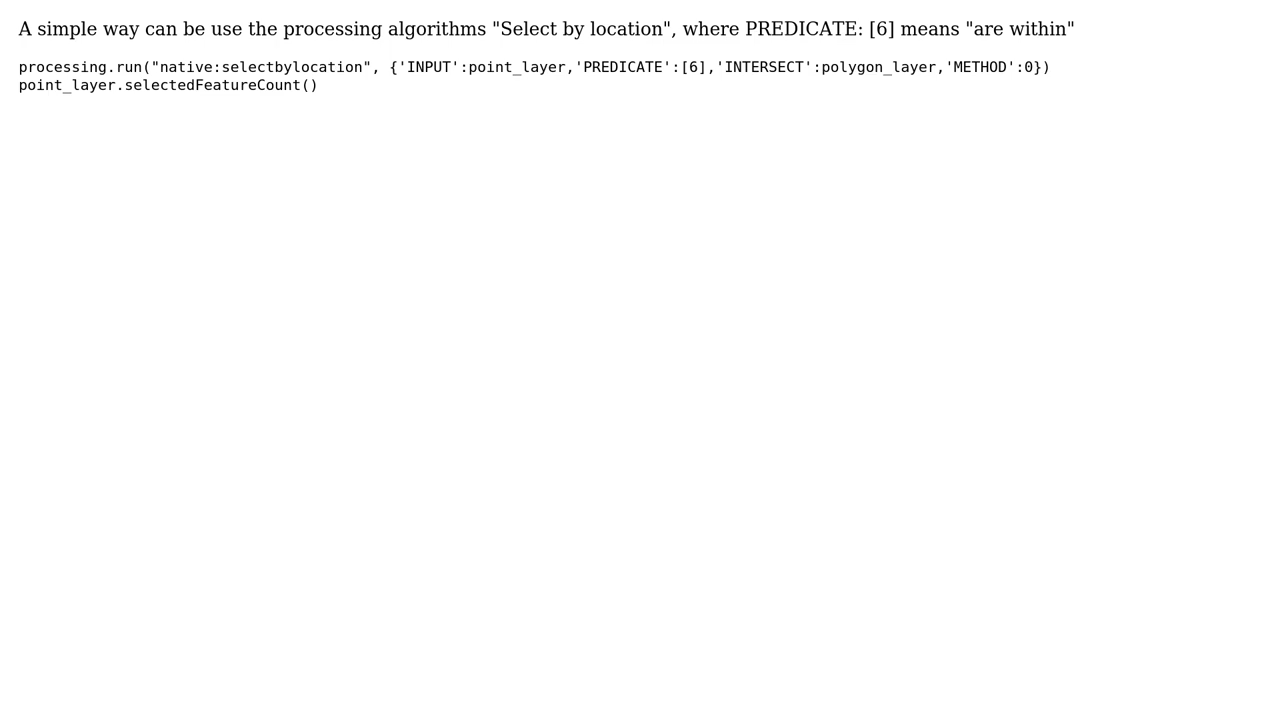 A simple way can be use the processing algorithms "Select by location", where PREDICATE: [6] means "are within"
processing.run("native:selectbylocation", {'INPUT':point_layer,'PREDICATE':[6],'INTERSECT':polygon_layer,'METHOD':0})
point_layer.selectedFeatureCount()